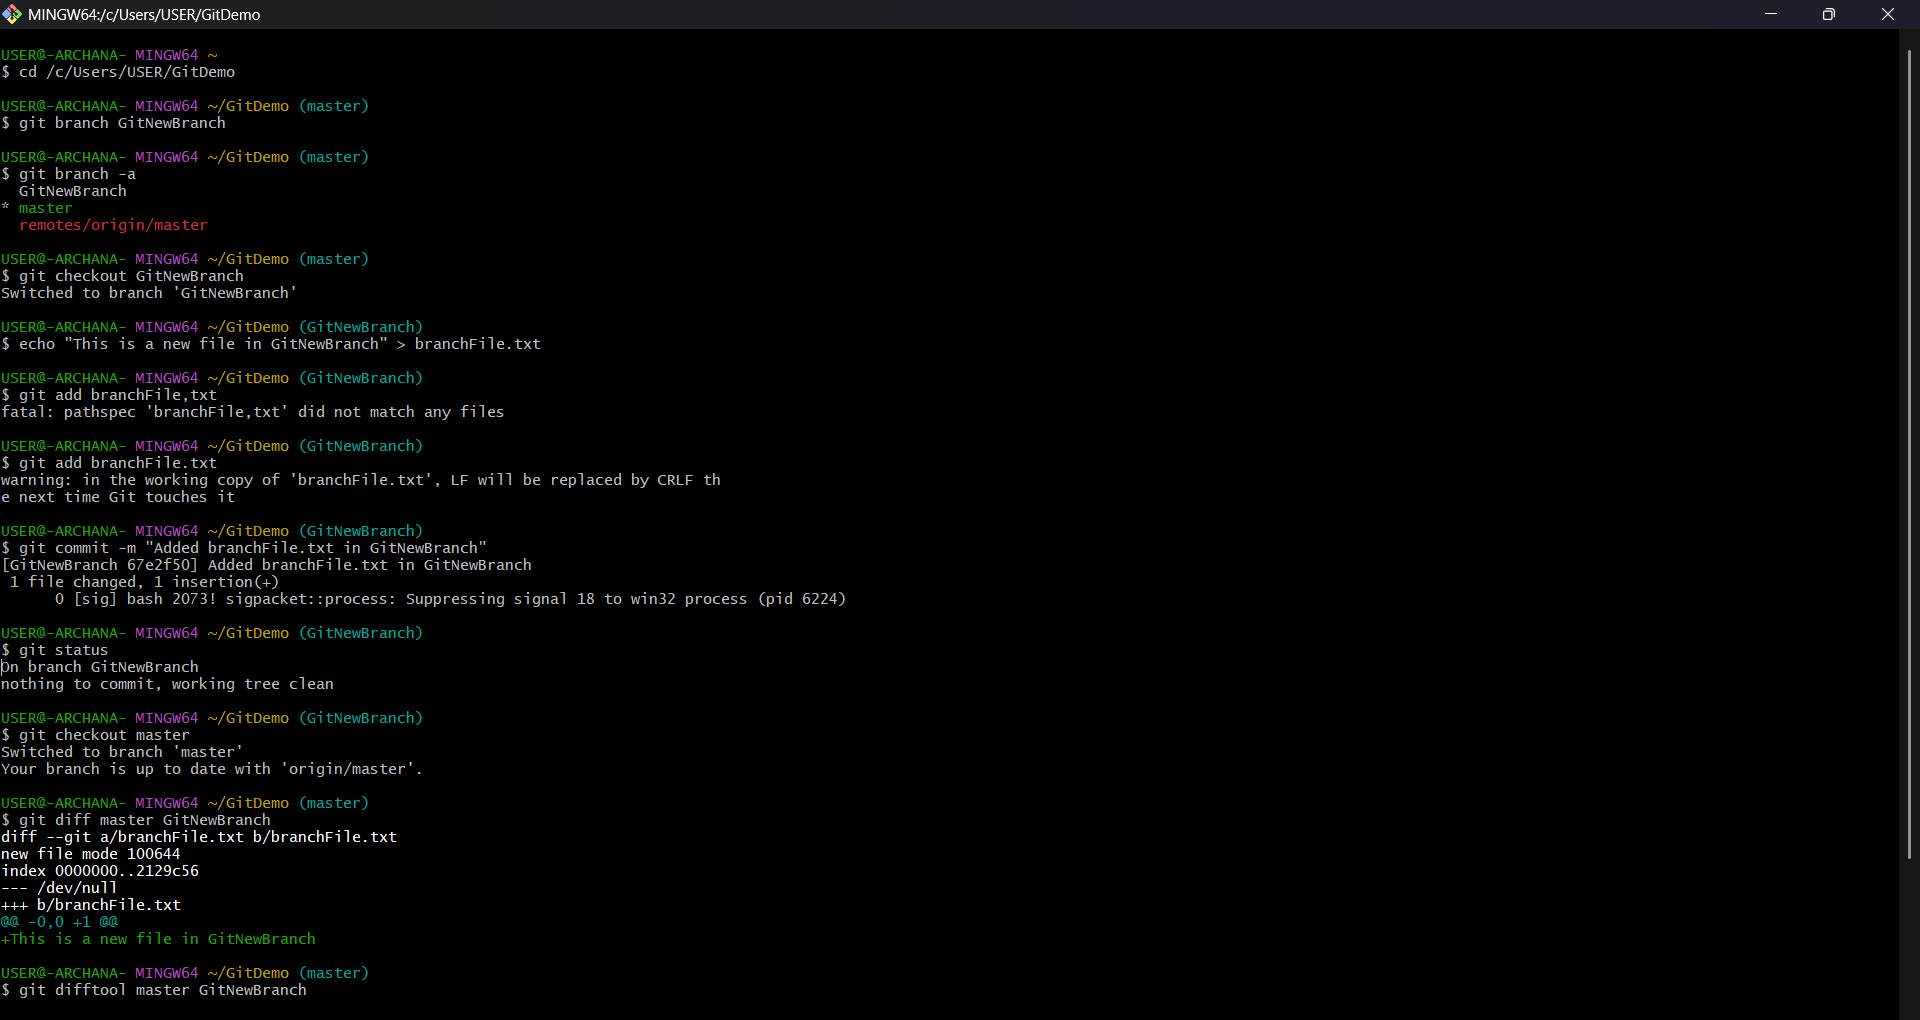 MINGW64:/c/Users/USER/GitDemo
USER@-ARCHANA- MINGW64 ~
$ cd /c/Users/USER/GitDemo
USER@-ARCHANA- MINGW64 ~/GitDemo (master)
$ git branch GitNewBranch
USER@-ARCHANA- MINGW64 ~/GitDemo (master)
$ git branch -a
  GitNewBranch
* master
  remotes/origin/master
USER@-ARCHANA- MINGW64 ~/GitDemo (master)
$ git checkout GitNewBranch
Switched to branch 'GitNewBranch'
USER@-ARCHANA- MINGW64 ~/GitDemo (GitNewBranch)
$ echo "This is a new file in GitNewBranch" > branchFile.txt
USER@-ARCHANA- MINGW64 ~/GitDemo (GitNewBranch)
$ git add branchFile,txt
fatal: pathspec 'branchFile,txt' did not match any files
USER@-ARCHANA- MINGW64 ~/GitDemo (GitNewBranch)
$ git add branchFile.txt
warning: in the working copy of 'branchFile.txt', LF will be replaced by CRLF th
e next time Git touches it
USER@-ARCHANA- MINGW64 ~/GitDemo (GitNewBranch)
$ git commit -m "Added branchFile.txt in GitNewBranch"
[GitNewBranch 67e2f50] Added branchFile.txt in GitNewBranch
 1 file changed, 1 insertion(+)
      0 [sig] bash 2073! sigpacket::process: Suppressing signal 18 to win32 process (pid 6224)
USER@-ARCHANA- MINGW64 ~/GitDemo (GitNewBranch)
$ git status
On branch GitNewBranch
nothing to commit, working tree clean
USER@-ARCHANA- MINGW64 ~/GitDemo (GitNewBranch)
$ git checkout master
Switched to branch 'master'
Your branch is up to date with 'origin/master'.
USER@-ARCHANA- MINGW64 ~/GitDemo (master)
$ git diff master GitNewBranch
diff --git a/branchFile.txt b/branchFile.txt
new file mode 100644
index 0000000..2129c56
--- /dev/null
+++ b/branchFile.txt
@@ -0,0 +1 @@
+This is a new file in GitNewBranch
USER@-ARCHANA- MINGW64 ~/GitDemo (master)
$ git difftool master GitNewBranch